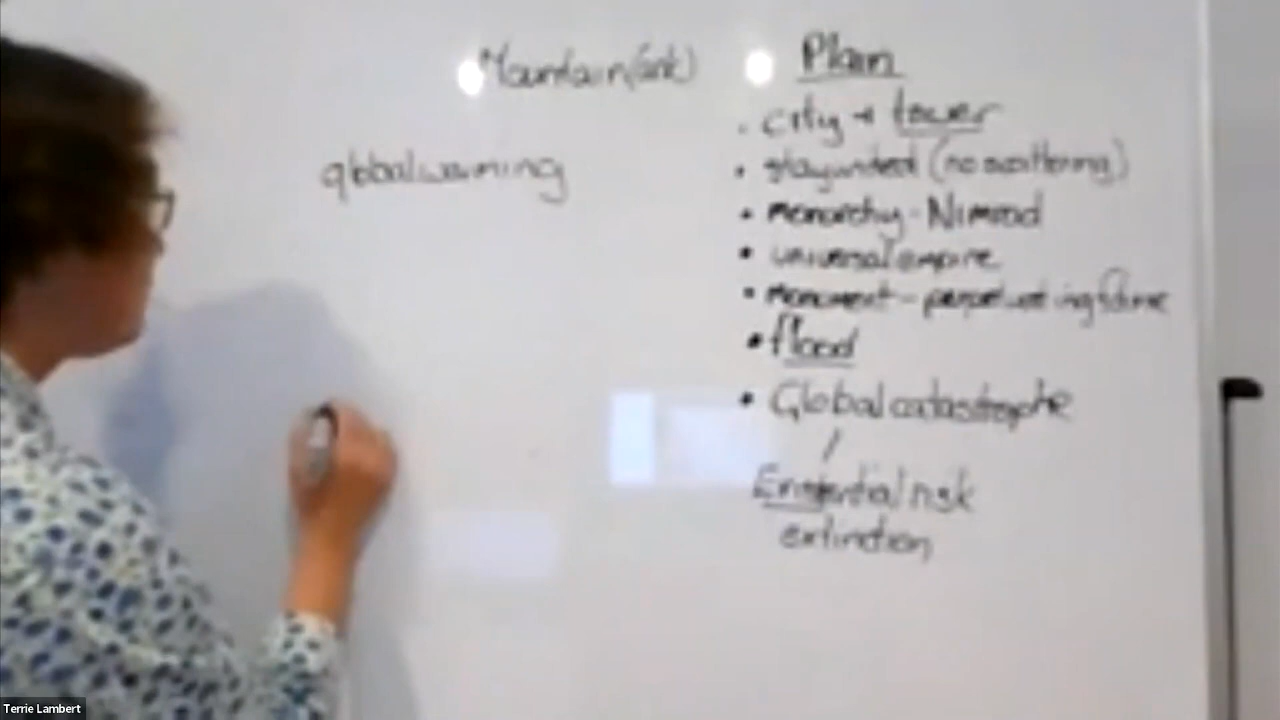 Mountain (ark)
global warming
Plain
• city + tower
• stay united (no scattering)
• monarchy - Nimrod
• universal empire
• monument - perpetuating fame
• flood
• Global catastrophe
/
Existential risk
extinction
Terrie Lambert